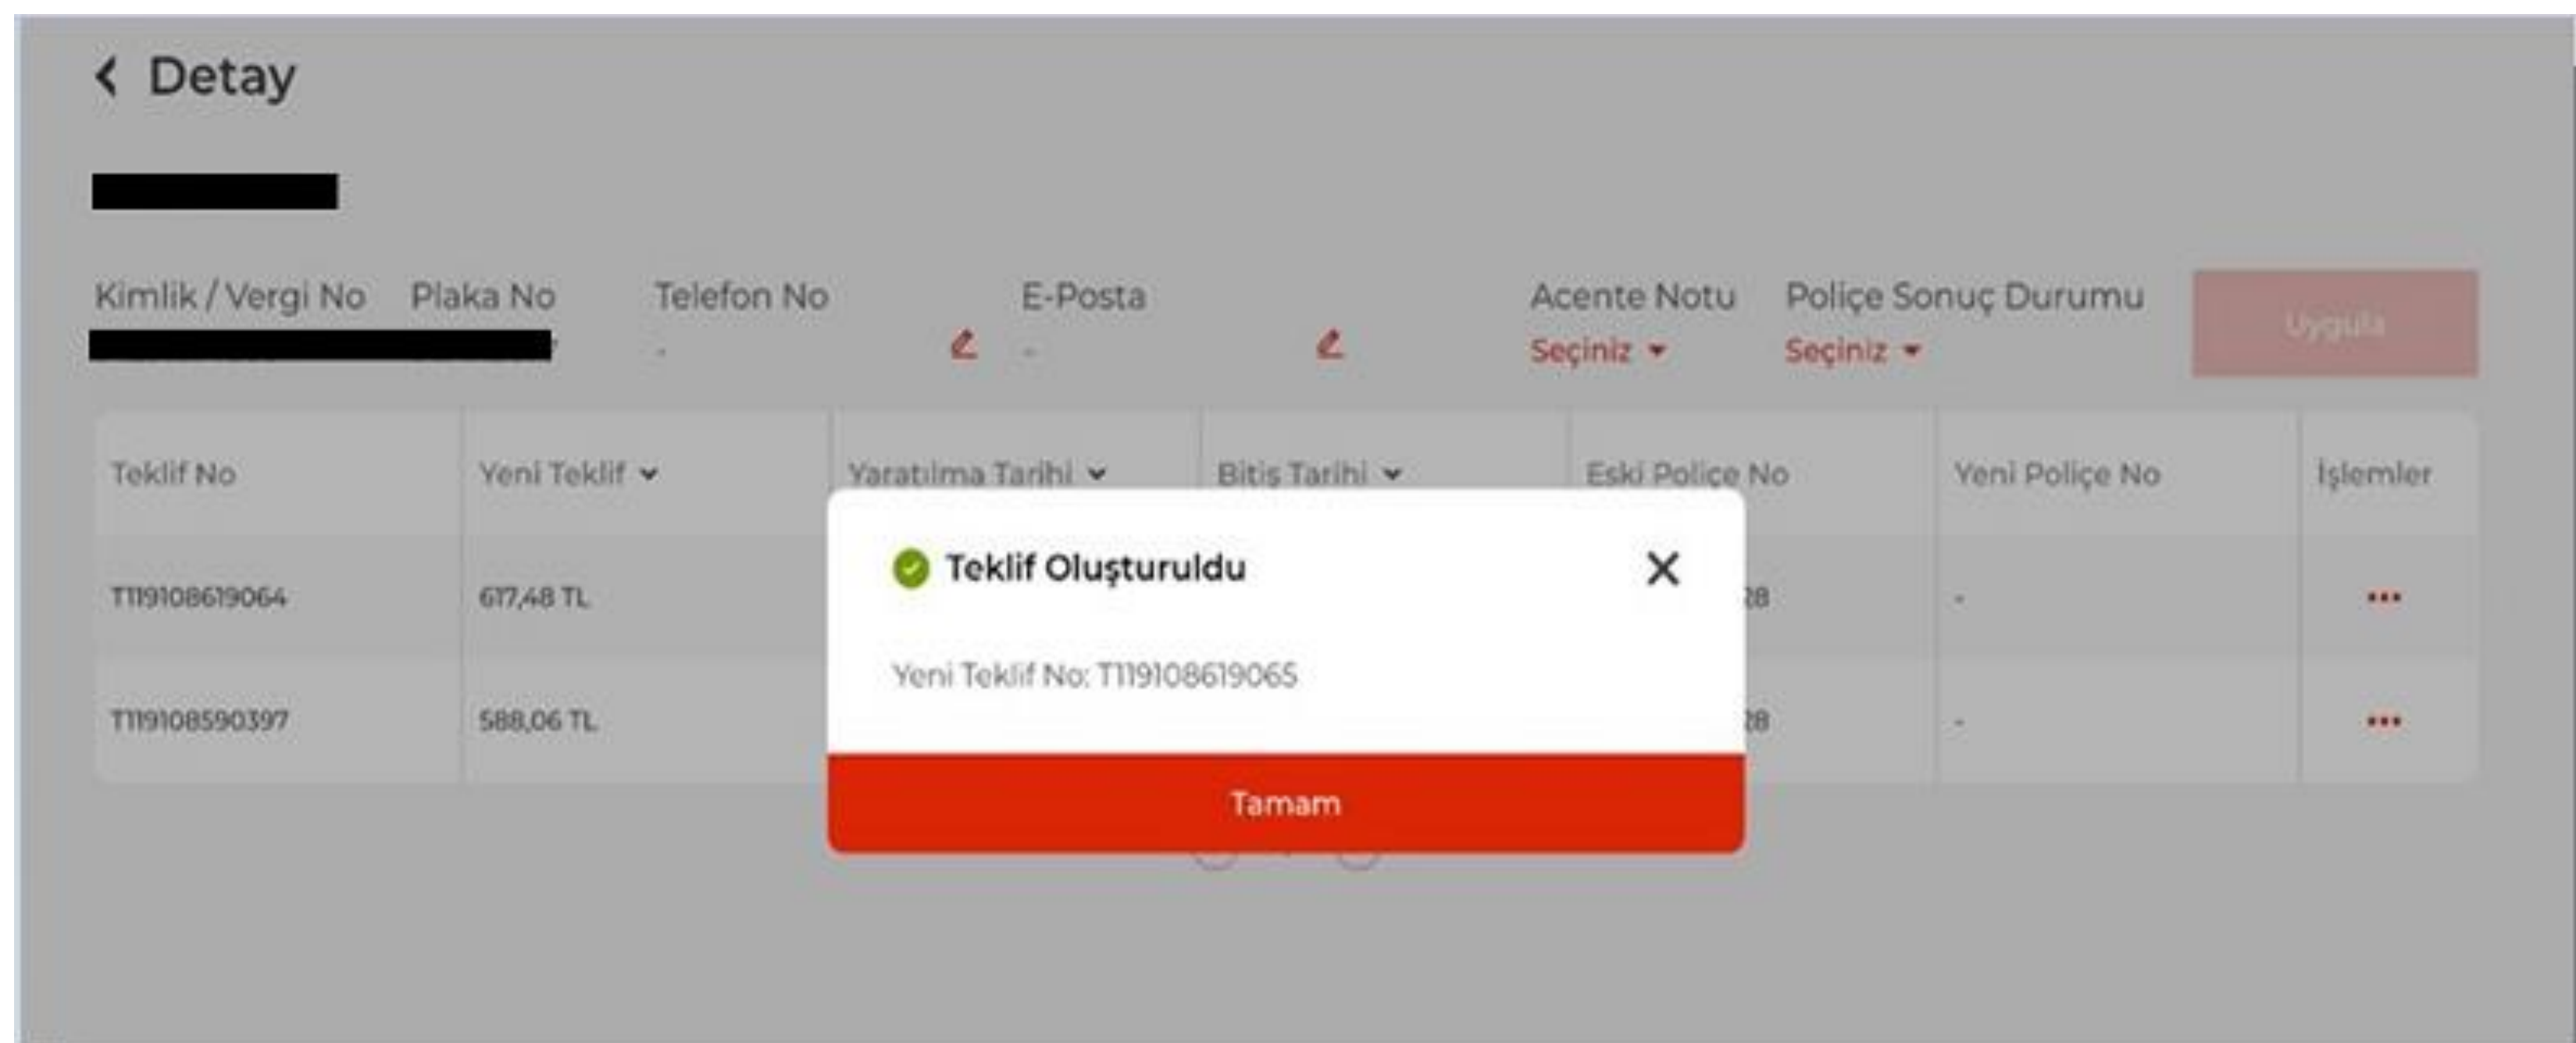 Detay
Kimlik / Vergi No Plaka No Telefon No E-Posta Acente Notu Poliçe Sonuç Durumu Uygula
- - Seçiniz Seçiniz
Teklif No Yeni Teklif Yaratılma Tarihi Bitiş Tarihi Eski Poliçe No Yeni Poliçe No İşlemler
Teklif Oluşturuldu
T119108619064 617,48 TL 28 -
Yeni Teklif No: T119108619065
T119108590397 588,06 TL 28 -
Tamam